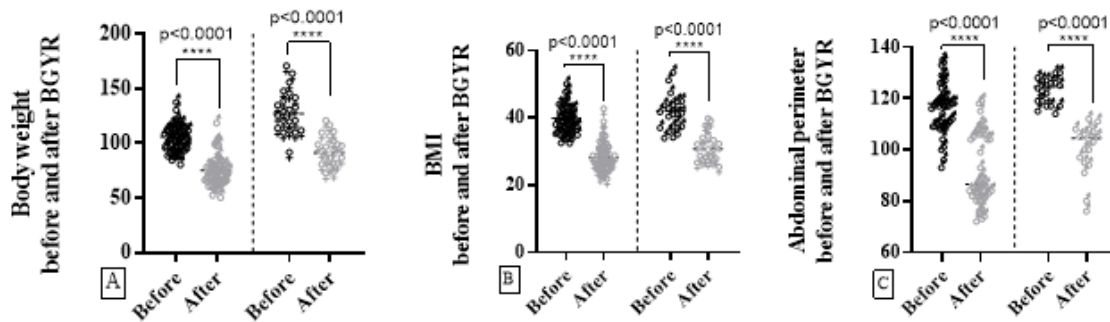 Body weight
before and after BGYR
200
150
100
50
0
p<0.0001
****
p<0.0001
****
Before
After
Before
After
A
BMI
before and after BGYR
60
40
20
0
p<0.0001
****
p<0.0001
****
Before
After
Before
After
B
Abdominal perimeter
before and after BGYR
140
120
100
80
60
p<0.0001
****
p<0.0001
****
Before
After
Before
After
C